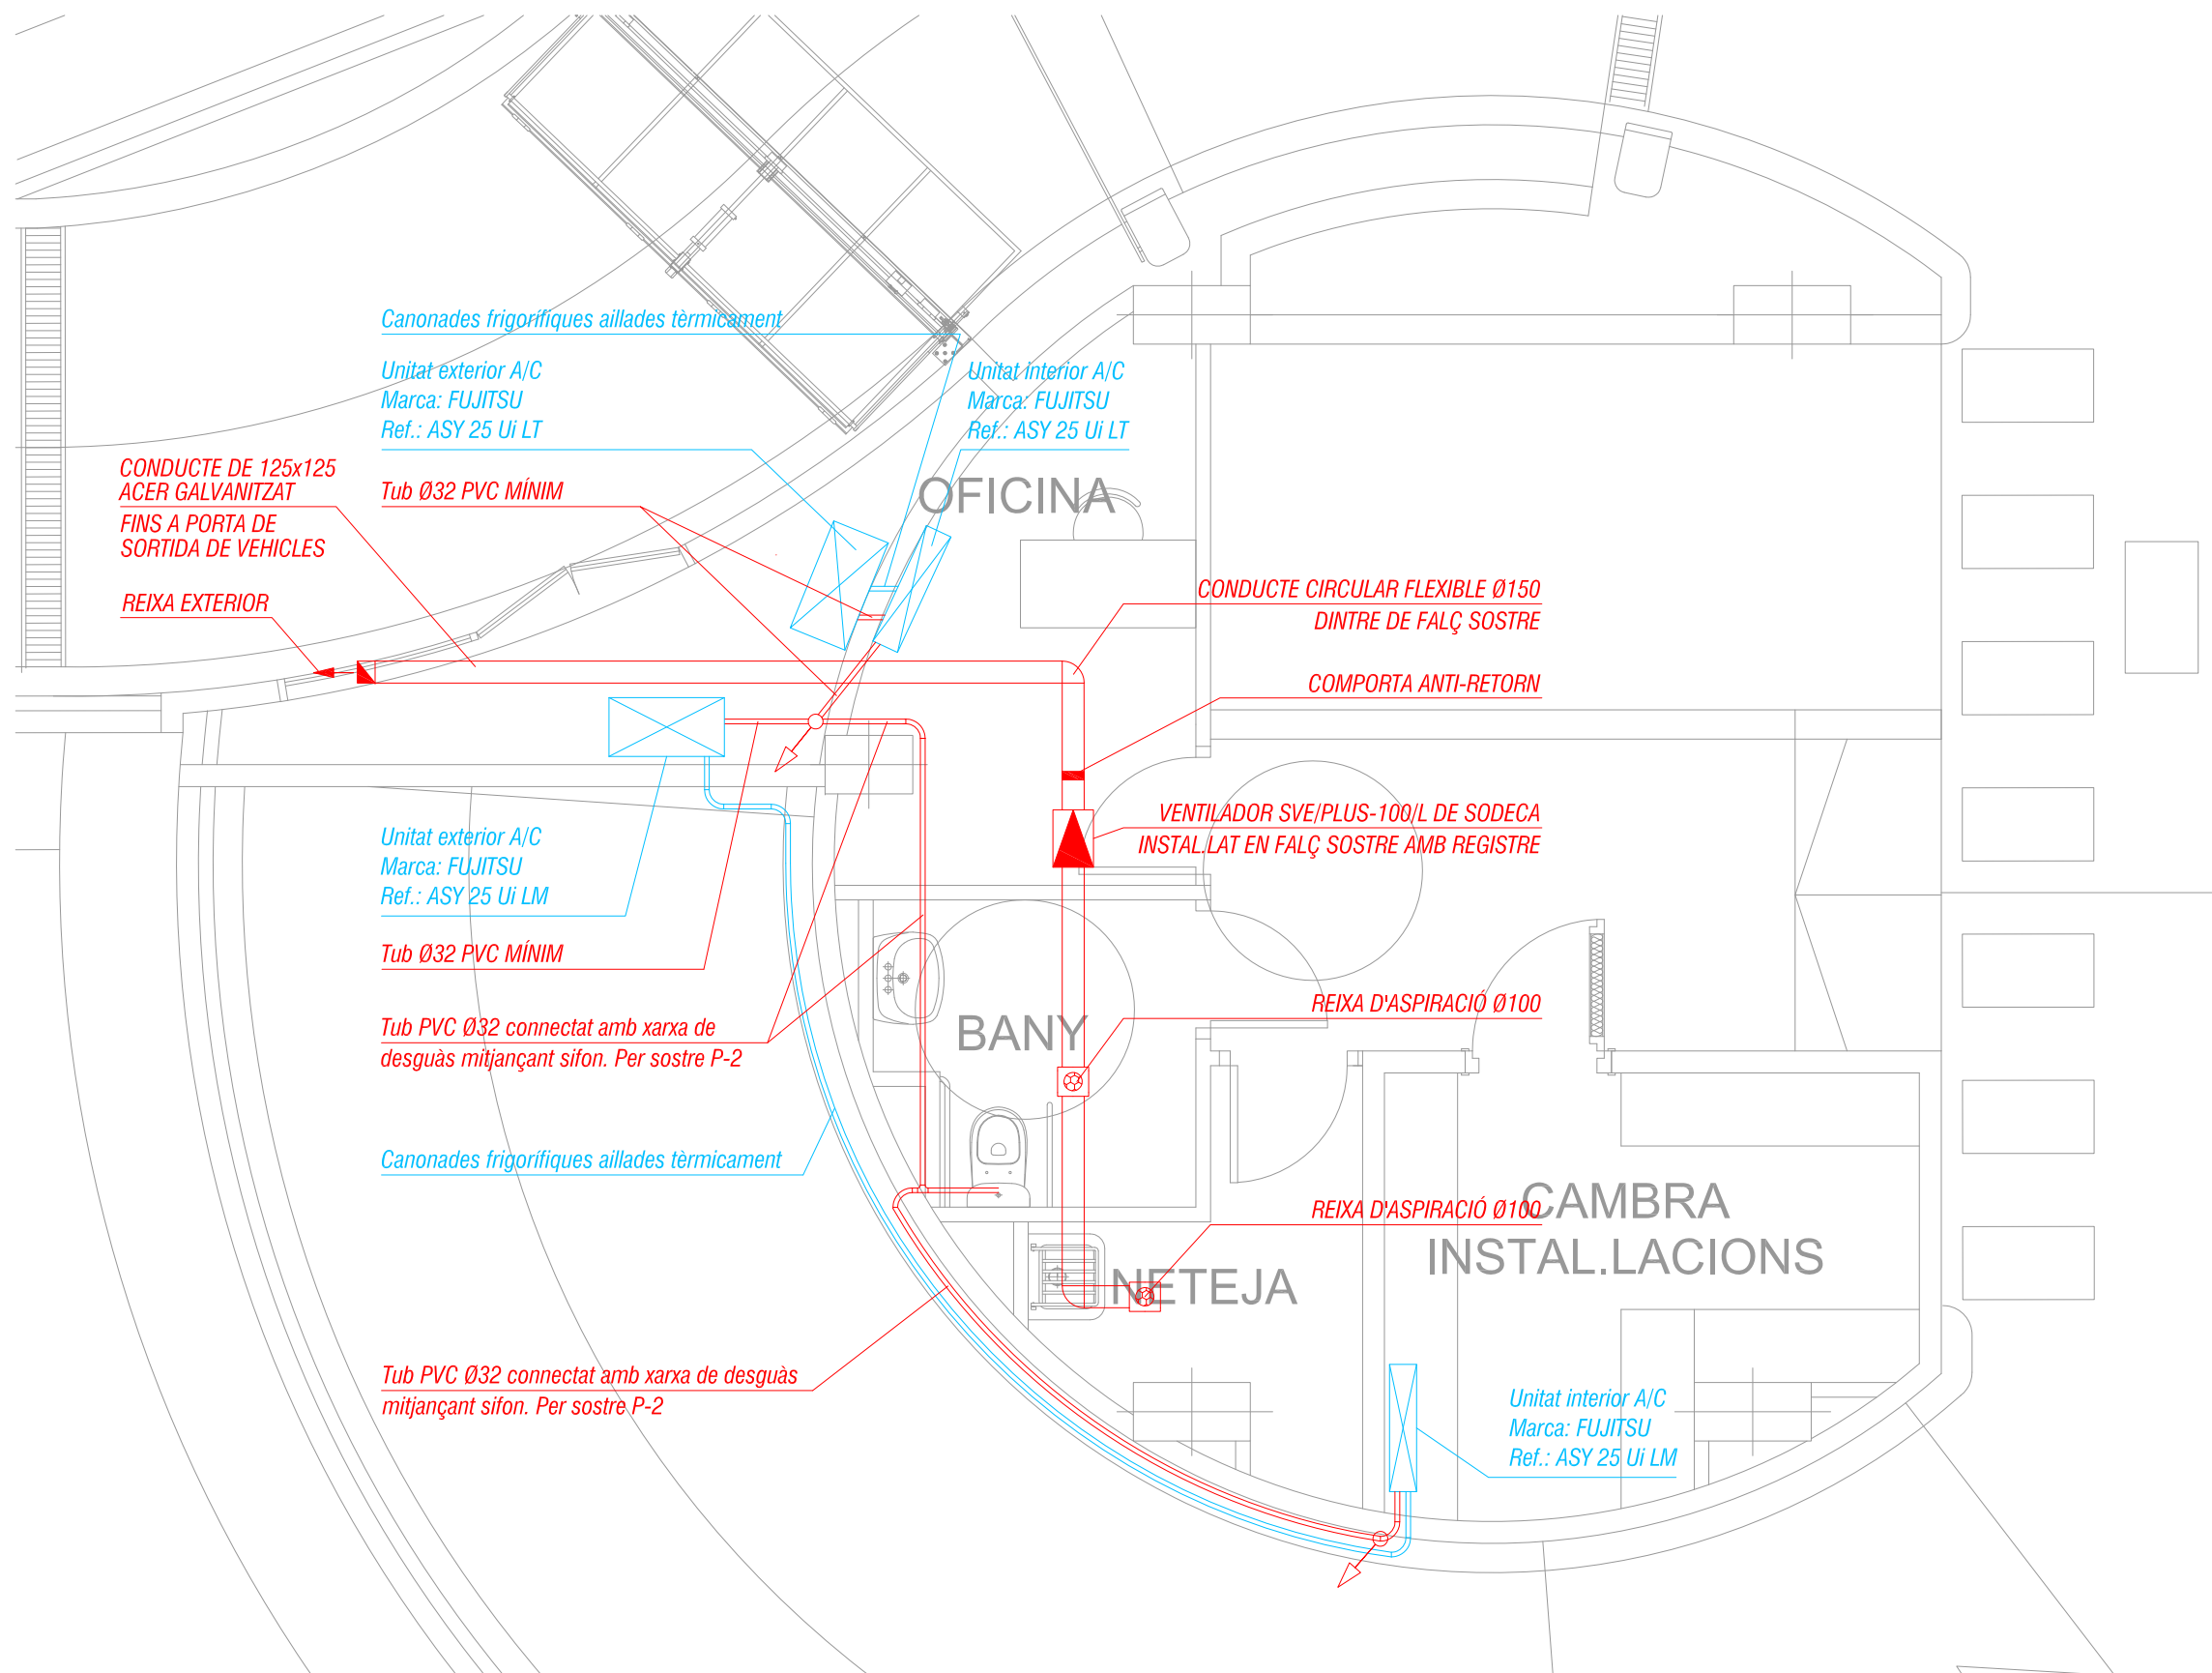 Canonades frigorífiques aillades tèrmicament
Unitat exterior A/C
Marca: FUJITSU
Ref.: ASY 25 Ui LT
Unitat interior A/C
Marca: FUJITSU
Ref.: ASY 25 Ui LT
CONDUCTE DE 125x125
ACER GALVANITZAT
FINS A PORTA DE
SORTIDA DE VEHICLES
Tub Ø32 PVC MÍNIM
OFICINA
REIXA EXTERIOR
CONDUCTE CIRCULAR FLEXIBLE Ø150
DINTRE DE FALÇ SOSTRE
COMPORTA ANTI-RETORN
VENTILADOR SVE/PLUS-100/L DE SODECA
INSTAL.LAT EN FALÇ SOSTRE AMB REGISTRE
Unitat exterior A/C
Marca: FUJITSU
Ref.: ASY 25 Ui LM
Tub Ø32 PVC MÍNIM
REIXA D'ASPIRACIÓ Ø100
BANY
Tub PVC Ø32 connectat amb xarxa de
desguàs mitjançant sifon. Per sostre P-2
Canonades frigorífiques aillades tèrmicament
REIXA D'ASPIRACIÓ Ø100
CAMBRA
INSTAL.LACIONS
NETEJA
Tub PVC Ø32 connectat amb xarxa de desguàs
mitjançant sifon. Per sostre P-2
Unitat interior A/C
Marca: FUJITSU
Ref.: ASY 25 Ui LM